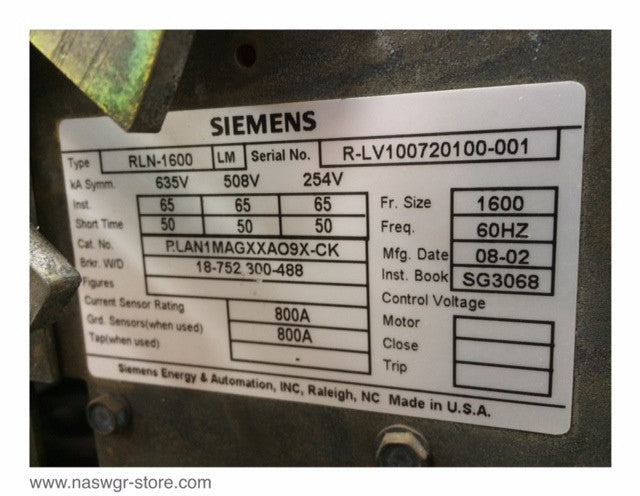 SIEMENS
Type RLN-1600 LM Serial No. R-LV100720100-001
kA Symm. 635V 508V 254V
Inst. 65 65 65
Short Time 50 50 50
Cat. No. P.LAN1MAGXXAO9X-CK
Brkr. W/D 18-752 300-488
Figures
Current Sensor Rating 800A
Grd. Sensors(when used) 800A
Tap(when used) -
Fr. Size 1600
Freq. 60HZ
Mfg. Date 08-02
Inst. Book SG3068
Control Voltage
Motor
Close
Trip
Siemens Energy & Automation, INC, Raleigh, NC Made in U.S.A.
www.naswgr-store.com